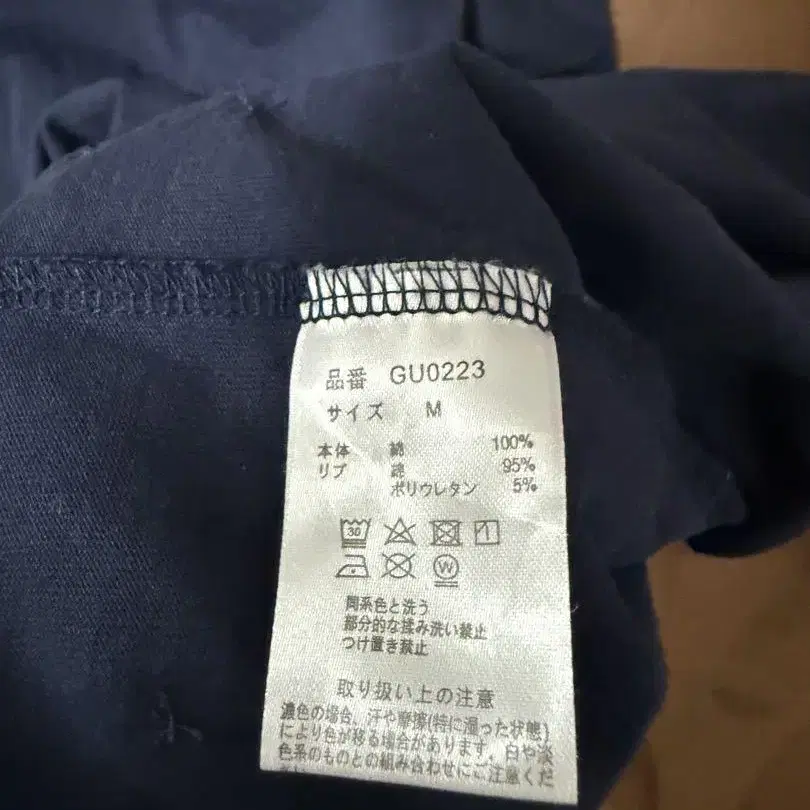 品番 GU0223
サイズ M
本体 綿 100%
リブ 綿 95%
ポリウレタン 5%
30
W
同系色と洗う
部分的な揉み洗い禁止
つけ置き禁止
取り扱い上の注意
濃色の場合、汗や摩擦(特に湿った状態)
により色が移る場合があります。白や淡
色系のものとの組み合わせにご注意くだ